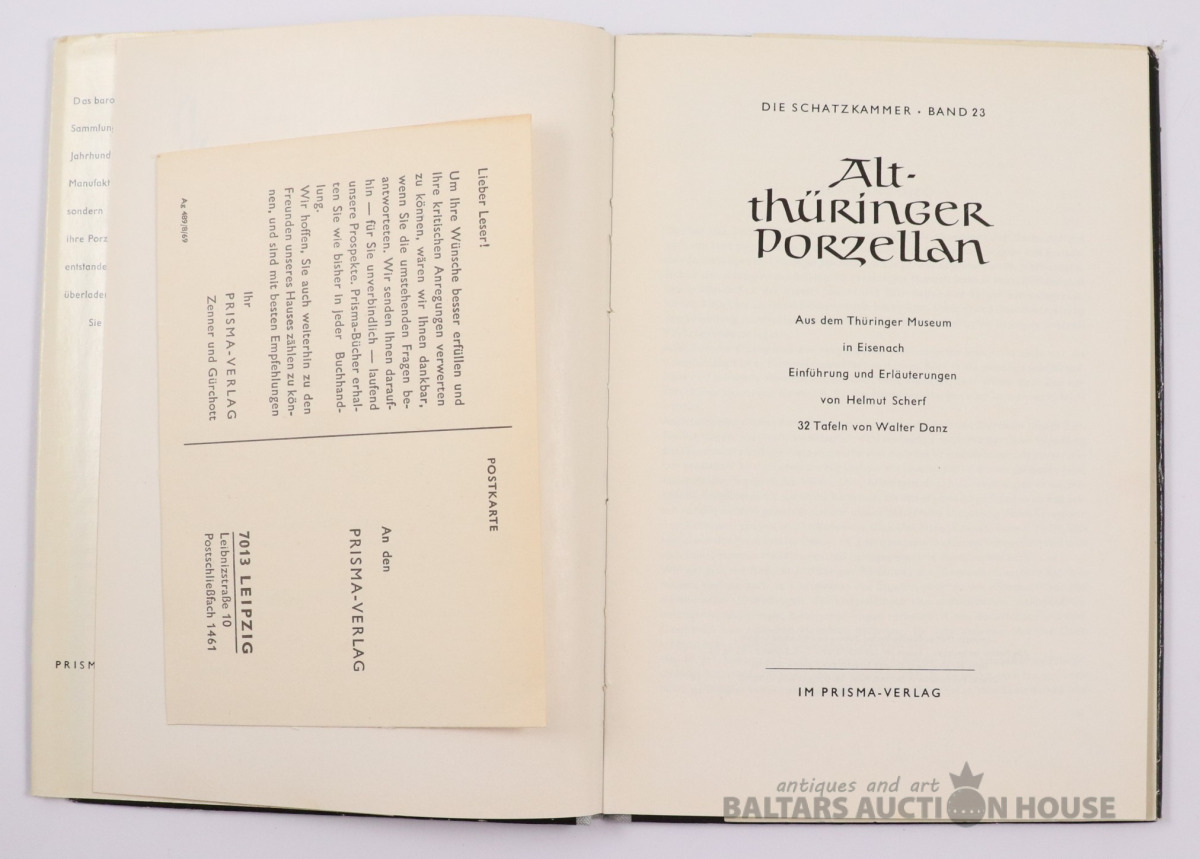 Das baro
Sammlun
Jahrhund
Manufakt
sondern
ihre Porz
entstande
überlader
Sie
PRISM
Lieber Leser!
Um Ihre Wünsche besser erfüllen und
Ihre kritischen Anregungen verwerten
zu können, wären wir Ihnen dankbar,
wenn Sie die umstehenden Fragen be-
antworteten. Wir senden Ihnen darauf-
hin — für Sie unverbindlich — laufend
unsere Prospekte. Prisma-Bücher erhal-
ten Sie wie bisher in jeder Buchhand-
lung.
Wir hoffen, Sie auch weiterhin zu den
Freunden unseres Hauses zählen zu kön-
nen, und sind mit besten Empfehlungen
Ihr
PRISMA-VERLAG
Zenner und Gürchott
Ag 489/8/69
POSTKARTE
An den
PRISMA-VERLAG
7013 LEIPZIG
Leibnizstraße 10
Postschließfach 1461
DIE SCHATZKAMMER · BAND 23
Alt-
thüringer
Porzellan
Aus dem Thüringer Museum
in Eisenach
Einführung und Erläuterungen
von Helmut Scherf
32 Tafeln von Walter Danz
IM PRISMA-VERLAG
antiques and art
BALTARS AUCTION HOUSE